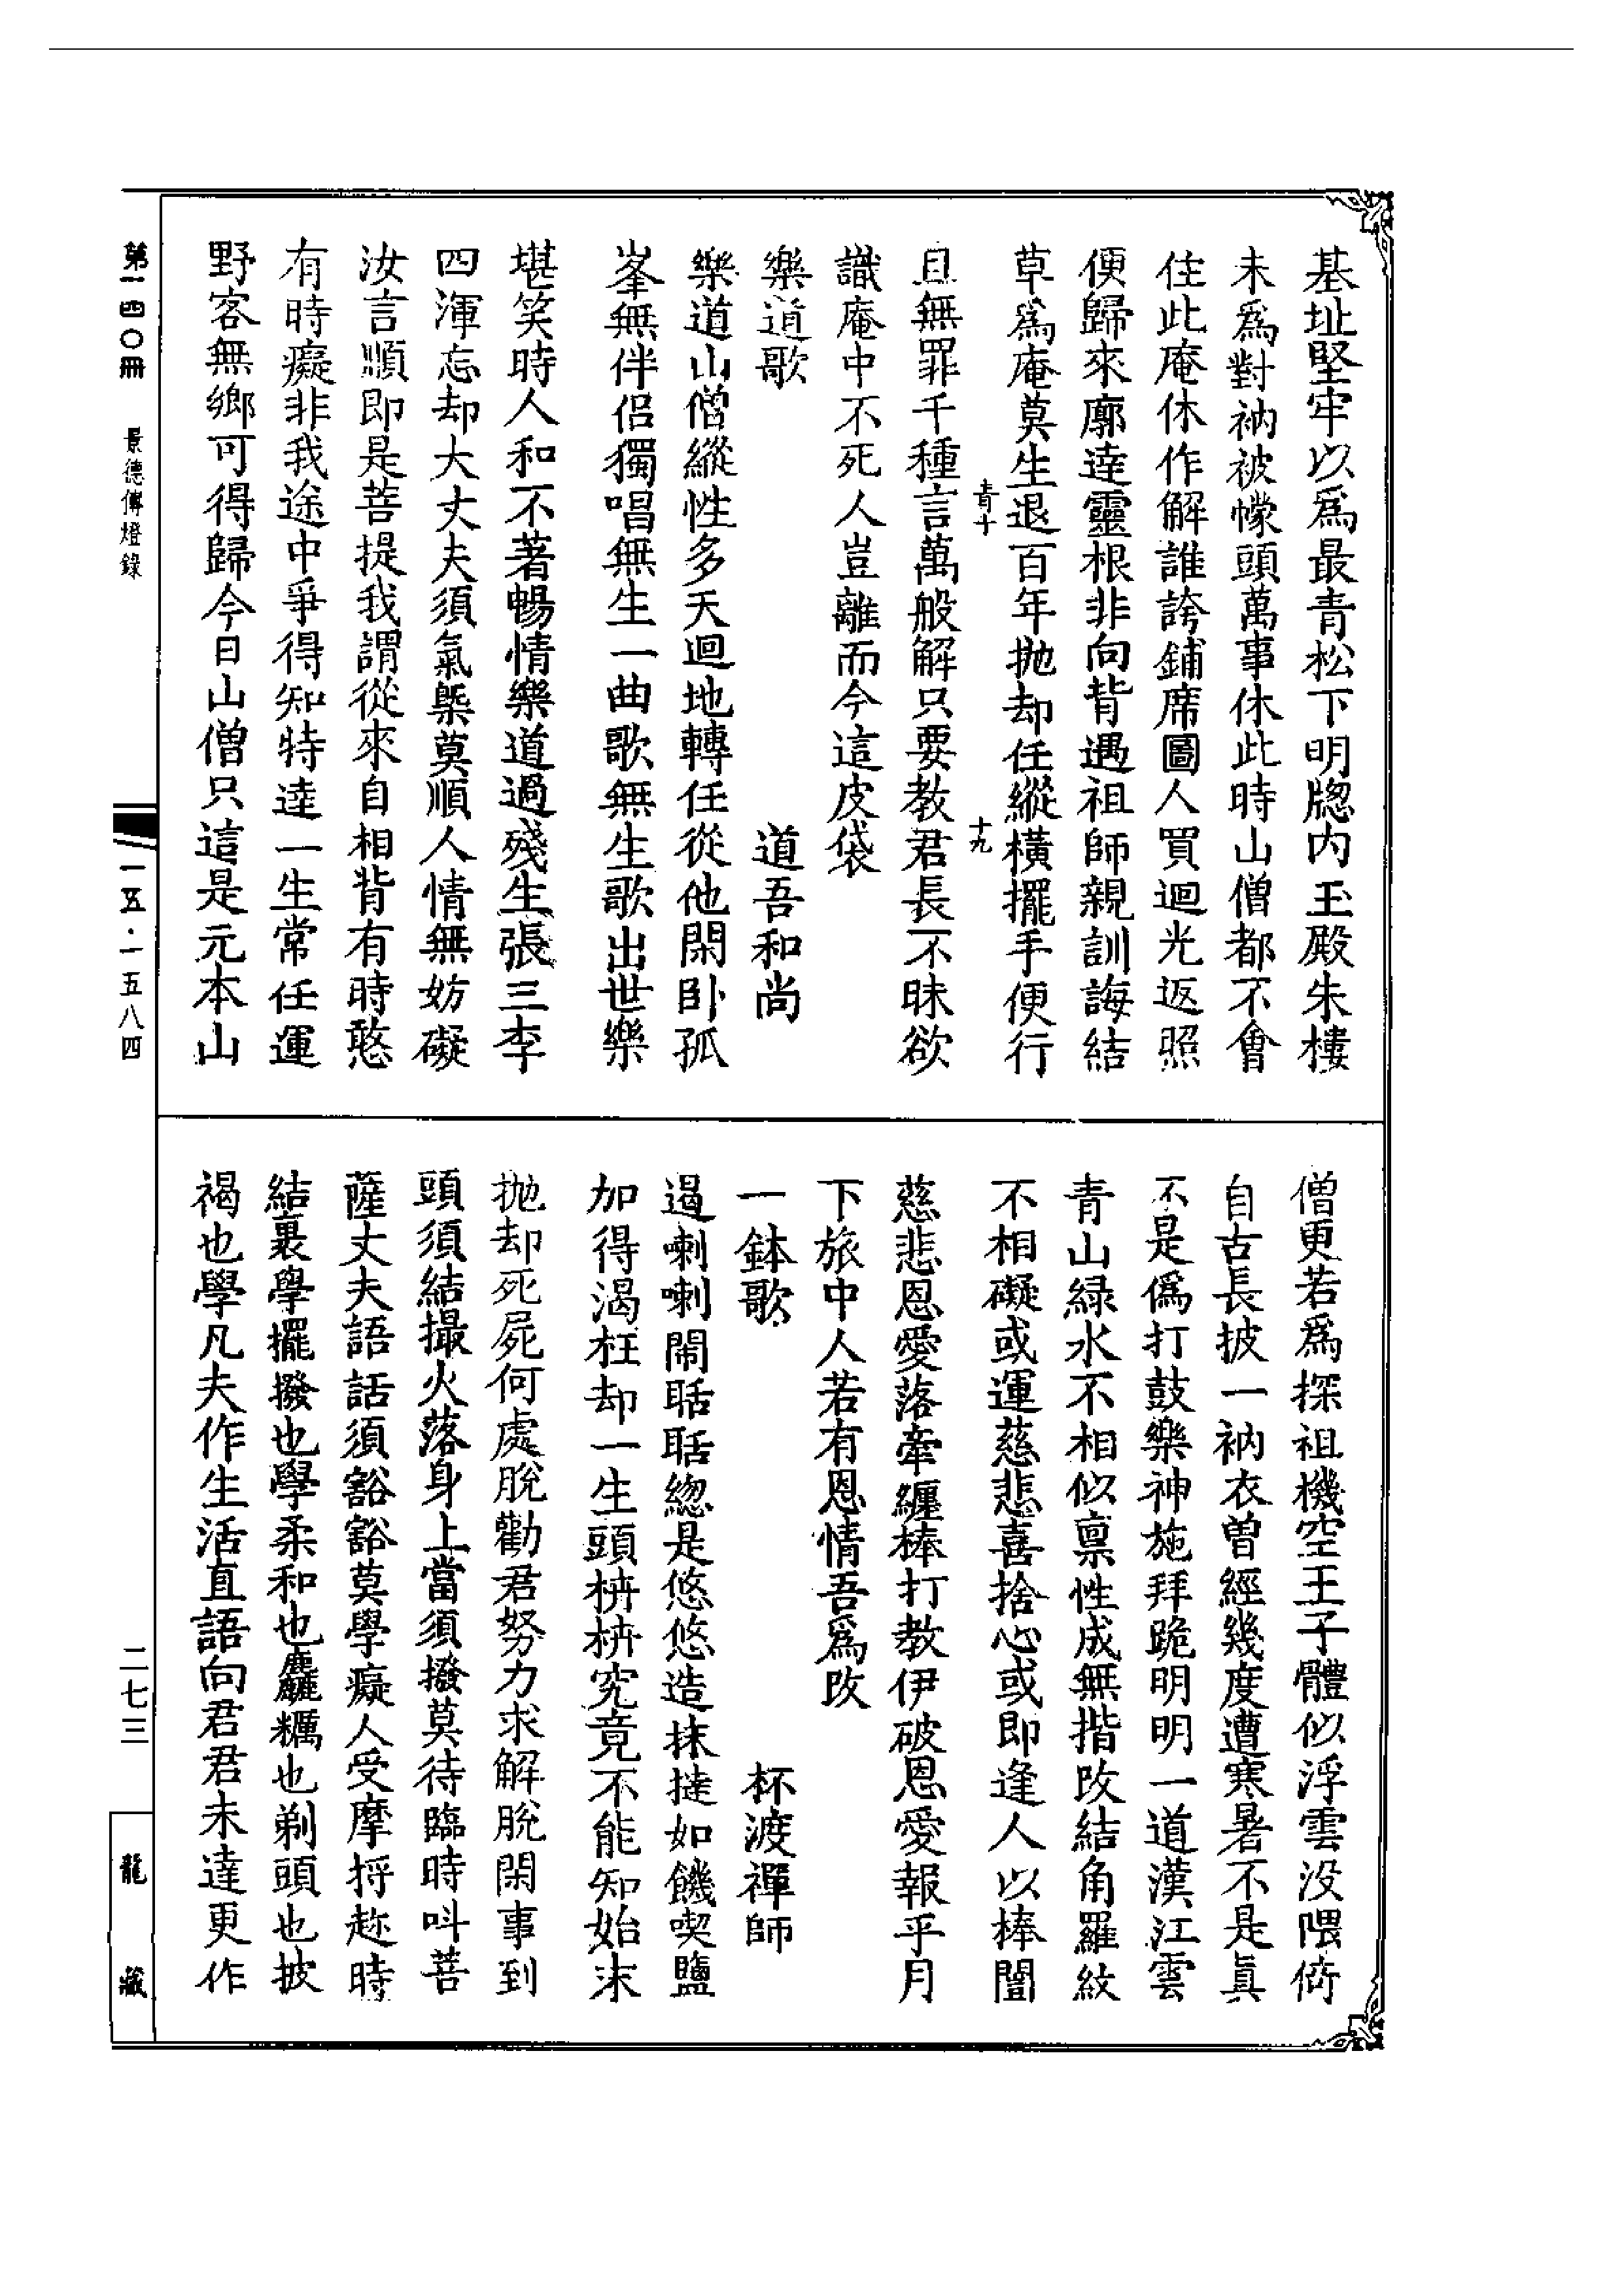 基址堅牢以爲最青松下明牕内玉殿朱樓
未爲對衲被幪頭萬事休此時山僧都不會
住此庵休作解誰誇鋪席圖人買迴光返照
便歸來廓達靈根非向背遇祖師親訓誨結
草爲庵莫生退百年抛却任縱橫擺手便行
青十
十九
且無罪千種言萬般解只要教君長不昧欲
識庵中不死人豈離而今這皮袋
樂道歌
道吾和尚
樂道山僧縱性多天迴地轉任從他閑卧孤
峯無伴侣獨唱無生一曲歌無生歌出世樂
堪笑時人和不著暢情樂道過殘生張三李
四渾忘却大丈夫須氣槩莫順人情無妨礙
汝言順即是菩提我謂從來自相背有時憨
有時癡非我途中爭得知特達一生常任運
野客無鄉可得歸今日山僧只這是元本山
僧更若爲探祖機空王子體似浮雲没隈倚
自古長披一衲衣曾經幾度遭寒暑不是眞
不是僞打鼓樂神施拜跪明明一道漢江雲
青山緑水不相似禀性成無揩改結角羅紋
不相礙或運慈悲喜捨心或即逢人以棒闓
慈悲恩愛落牽纏棒打教伊破恩愛報乎月
下旅中人若有恩情吾爲改
一鉢歌
杯渡禪師
遏喇喇鬧聒聒緫是悠悠造抹撻如饑喫鹽
加得渴枉却一生頭枿枿究竟不能知始末
抛却死屍何處脫勸君努力求解脫閑事到
頭須結撮火落身上當須撥莫待臨時叫菩
薩丈夫語話須豁豁莫學癡人受摩捋趂時
結裹學擺撥也學柔和也麤糲也剃頭也披
褐也學凡夫作生活直語向君君未達更作
第一四〇冊
景德傳燈錄
一五·一五八四
二七三
龍藏